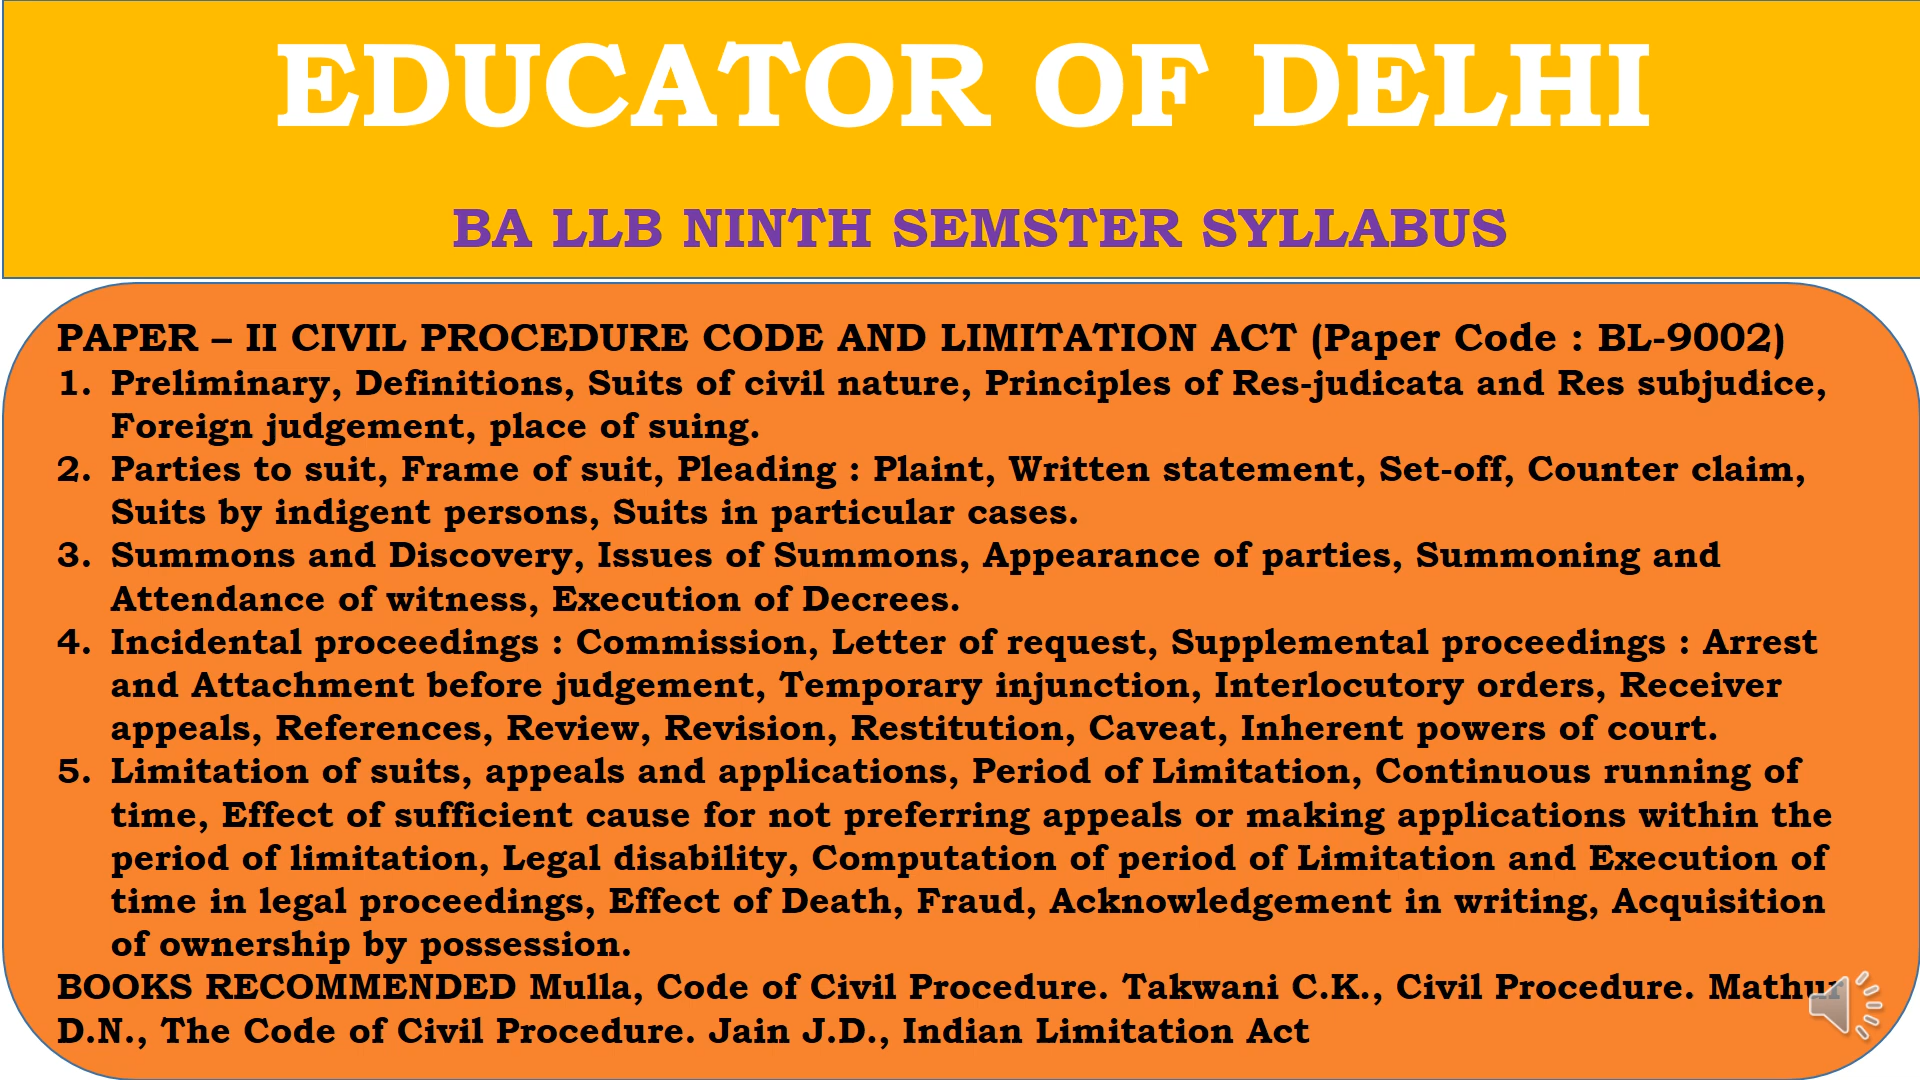 EDUCATOR OF DELHI
BA LLB NINTH SEMSTER SYLLABUS
PAPER – II CIVIL PROCEDURE CODE AND LIMITATION ACT (Paper Code : BL-9002)
1. Preliminary, Definitions, Suits of civil nature, Principles of Res-judicata and Res subjudice,
Foreign judgement, place of suing.
2. Parties to suit, Frame of suit, Pleading : Plaint, Written statement, Set-off, Counter claim,
Suits by indigent persons, Suits in particular cases.
3. Summons and Discovery, Issues of Summons, Appearance of parties, Summoning and
Attendance of witness, Execution of Decrees.
4. Incidental proceedings : Commission, Letter of request, Supplemental proceedings : Arrest
and Attachment before judgement, Temporary injunction, Interlocutory orders, Receiver
appeals, References, Review, Revision, Restitution, Caveat, Inherent powers of court.
5. Limitation of suits, appeals and applications, Period of Limitation, Continuous running of
time, Effect of sufficient cause for not preferring appeals or making applications within the
period of limitation, Legal disability, Computation of period of Limitation and Execution of
time in legal proceedings, Effect of Death, Fraud, Acknowledgement in writing, Acquisition
of ownership by possession.
BOOKS RECOMMENDED Mulla, Code of Civil Procedure. Takwani C.K., Civil Procedure. Mathur
D.N., The Code of Civil Procedure. Jain J.D., Indian Limitation Act